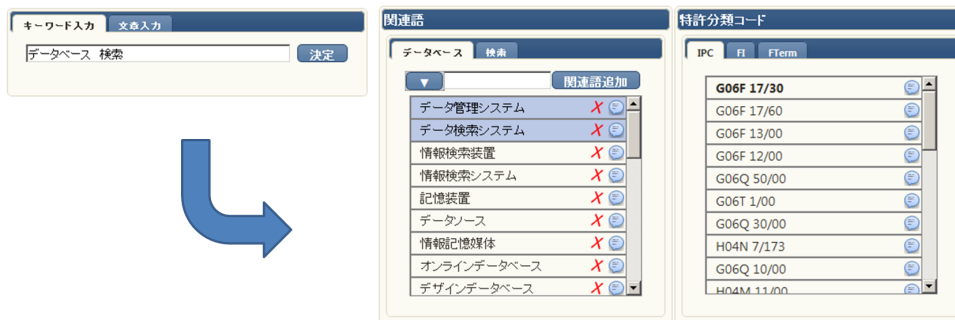 キーワード入力 文章入力
データベース 検索 決定
関連語
データベース 検索
▼ 関連語追加
データ管理システム X
データ検索システム X
情報検索装置 X
情報検索システム X
記憶装置 X
データソース X
情報記憶媒体 X
オンラインデータベース X
デザインデータベース X
特許分類コード
IPC FI FTerm
G06F 17/30
G06F 17/60
G06F 13/00
G06F 12/00
G06Q 50/00
G06T 1/00
G06Q 30/00
H04N 7/173
G06Q 10/00
H04M 11/00